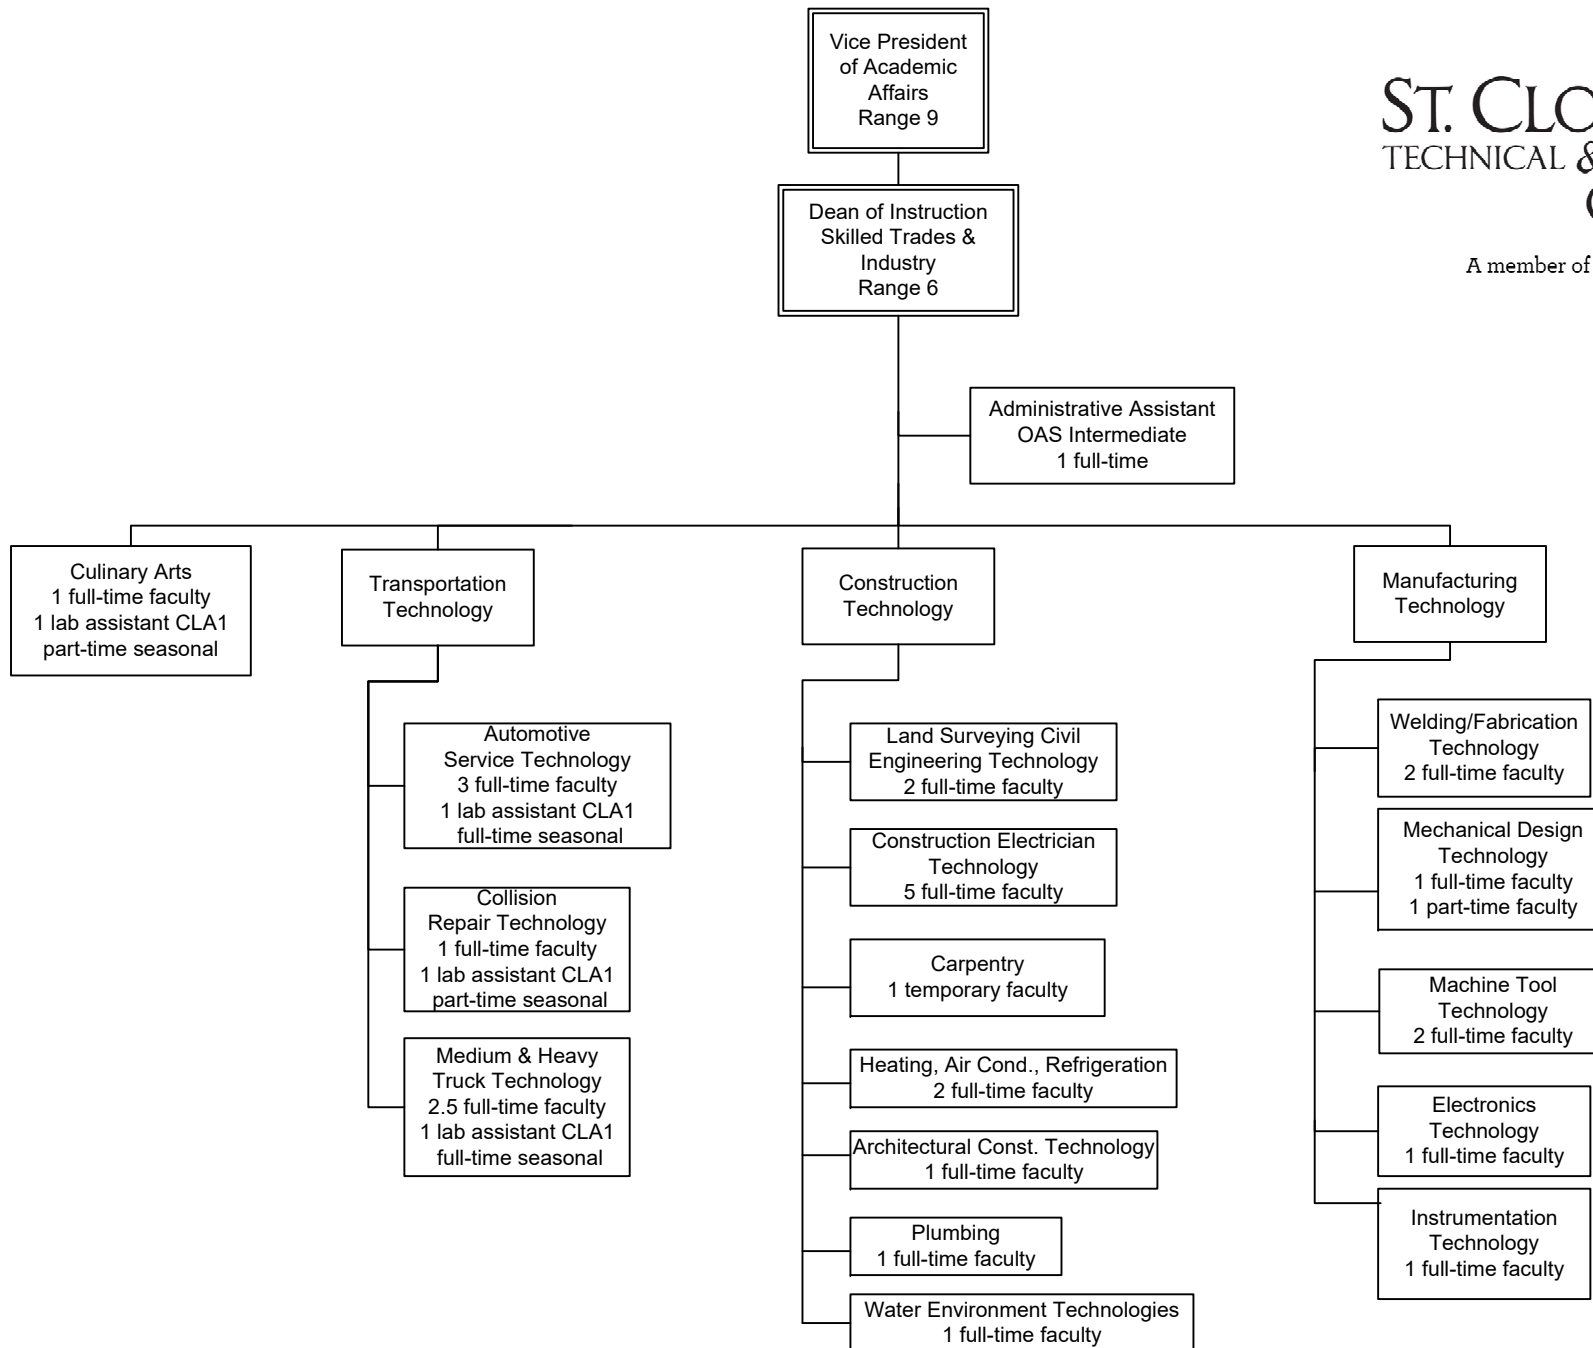 Vice President
of Academic
Affairs
Range 9
ST. CLO
TECHNICAL &
A member of
Dean of Instruction
Skilled Trades &
Industry
Range 6
Administrative Assistant
OAS Intermediate
1 full-time
Culinary Arts
1 full-time faculty
1 lab assistant CLA1
part-time seasonal
Transportation
Technology
Automotive
Service Technology
3 full-time faculty
1 lab assistant CLA1
full-time seasonal
Collision
Repair Technology
1 full-time faculty
1 lab assistant CLA1
part-time seasonal
Medium & Heavy
Truck Technology
2.5 full-time faculty
1 lab assistant CLA1
full-time seasonal
Construction
Technology
Land Surveying Civil
Engineering Technology
2 full-time faculty
Construction Electrician
Technology
5 full-time faculty
Carpentry
1 temporary faculty
Heating, Air Cond., Refrigeration
2 full-time faculty
Architectural Const. Technology
1 full-time faculty
Plumbing
1 full-time faculty
Water Environment Technologies
1 full-time faculty
Manufacturing
Technology
Welding/Fabrication
Technology
2 full-time faculty
Mechanical Design
Technology
1 full-time faculty
1 part-time faculty
Machine Tool
Technology
2 full-time faculty
Electronics
Technology
1 full-time faculty
Instrumentation
Technology
1 full-time faculty